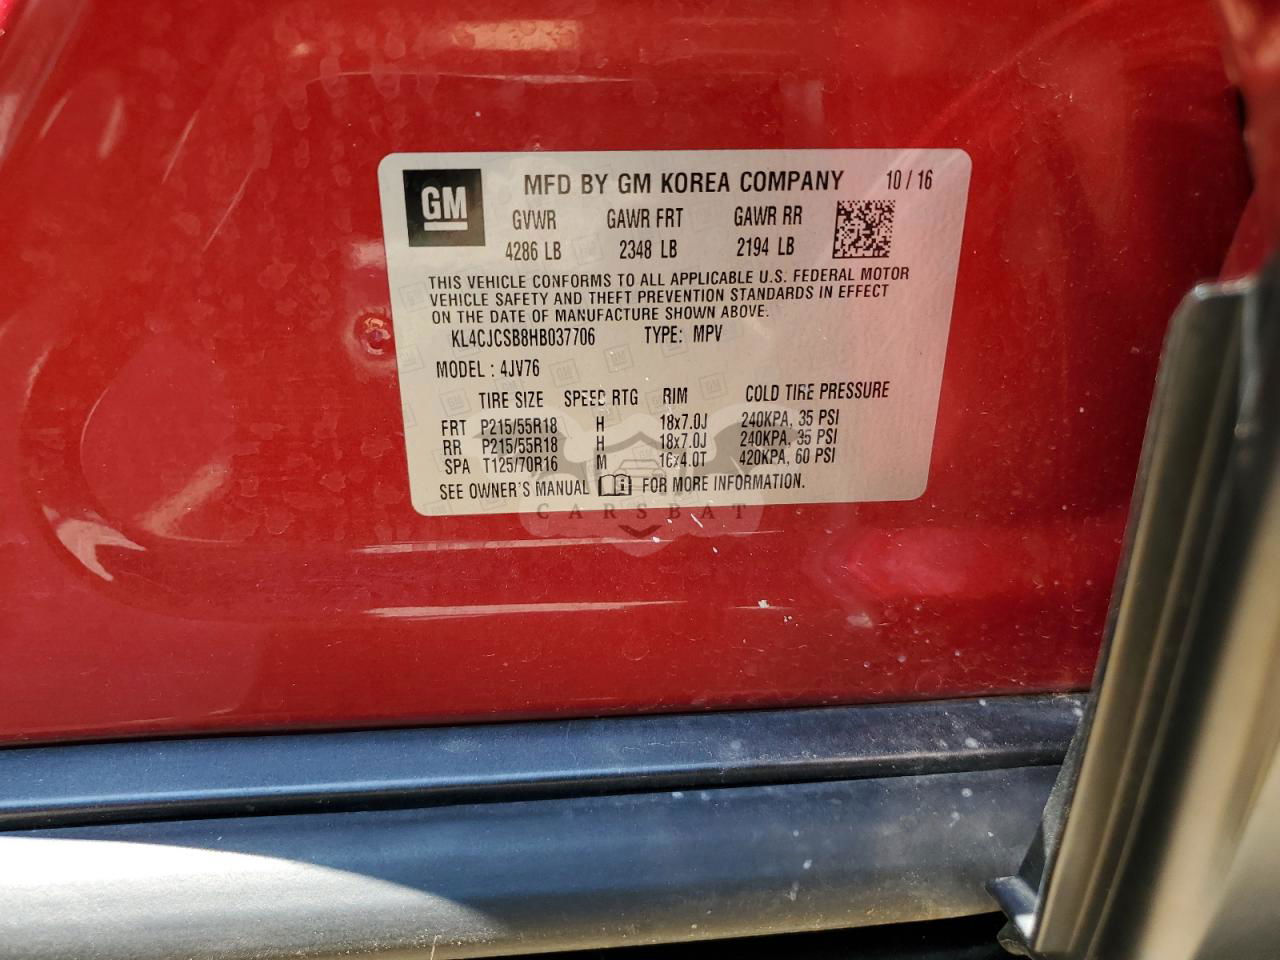 GM MFD BY GM KOREA COMPANY 10 / 16
GVWR GAWR FRT GAWR RR
4286 LB 2348 LB 2194 LB
THIS VEHICLE CONFORMS TO ALL APPLICABLE U.S. FEDERAL MOTOR
VEHICLE SAFETY AND THEFT PREVENTION STANDARDS IN EFFECT
ON THE DATE OF MANUFACTURE SHOWN ABOVE.
KL4CJCSB8HB037706 TYPE: MPV
MODEL : 4JV76
TIRE SIZE SPEED RTG RIM COLD TIRE PRESSURE
FRT P215/55R18 H 18x7.0J 240KPA, 35 PSI
RR P215/55R18 H 18x7.0J 240KPA, 35 PSI
SPA T125/70R16 M 16x4.0T 420KPA, 60 PSI
SEE OWNER'S MANUAL i FOR MORE INFORMATION.
CARSBAT